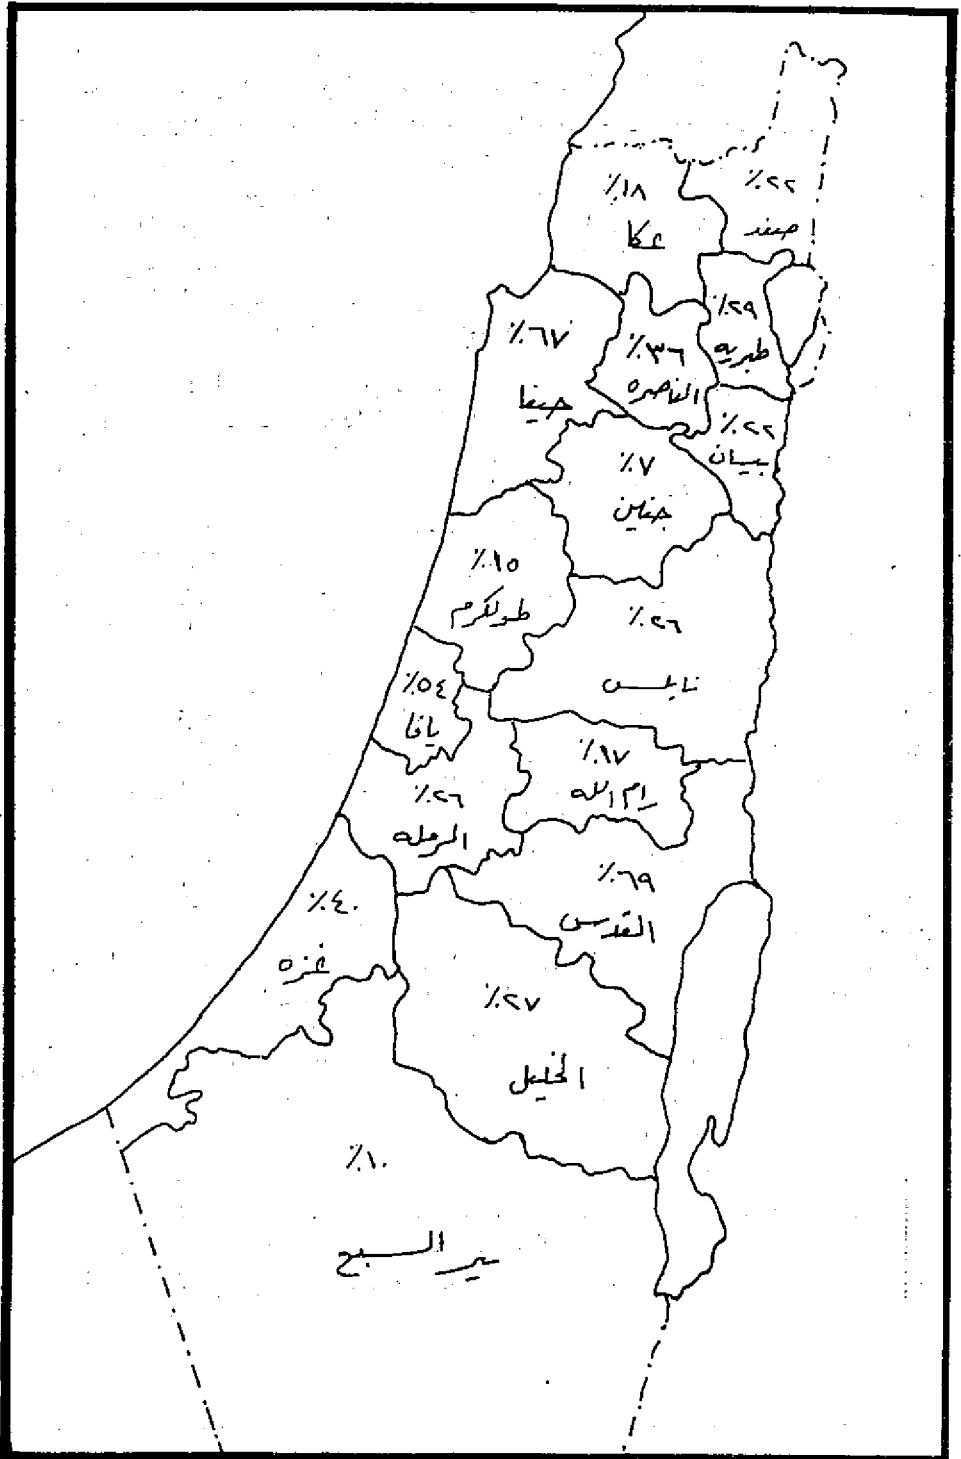 ٪١٨
عكا
٪٢٢
صفد
٪٢٩
طبريه
٪٦٧
حيفا
٪٣٦
الناصره
٪٢٢
بيسان
٪٧
جنين
٪١٥
طولكرم
٪٢٦
نابلس
٪٥٤
يافا
٪١٧
رام الله
٪٢٦
الرمله
٪٦٩
القدس
٪٤٠
غزه
٪٢٧
الخليل
٪١٠
بير السبع